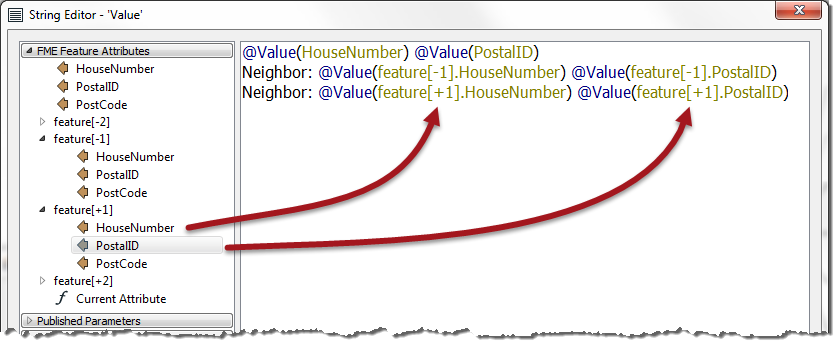 String Editor - 'Value'
FME Feature Attributes
HouseNumber
PostalID
PostCode
feature[-2]
feature[-1]
HouseNumber
PostalID
PostCode
feature[+1]
HouseNumber
PostalID
PostCode
feature[+2]
f Current Attribute
Published Parameters
@Value(HouseNumber) @Value(PostalID)
Neighbor: @Value(feature[-1].HouseNumber) @Value(feature[-1].PostalID)
Neighbor: @Value(feature[+1].HouseNumber) @Value(feature[+1].PostalID)